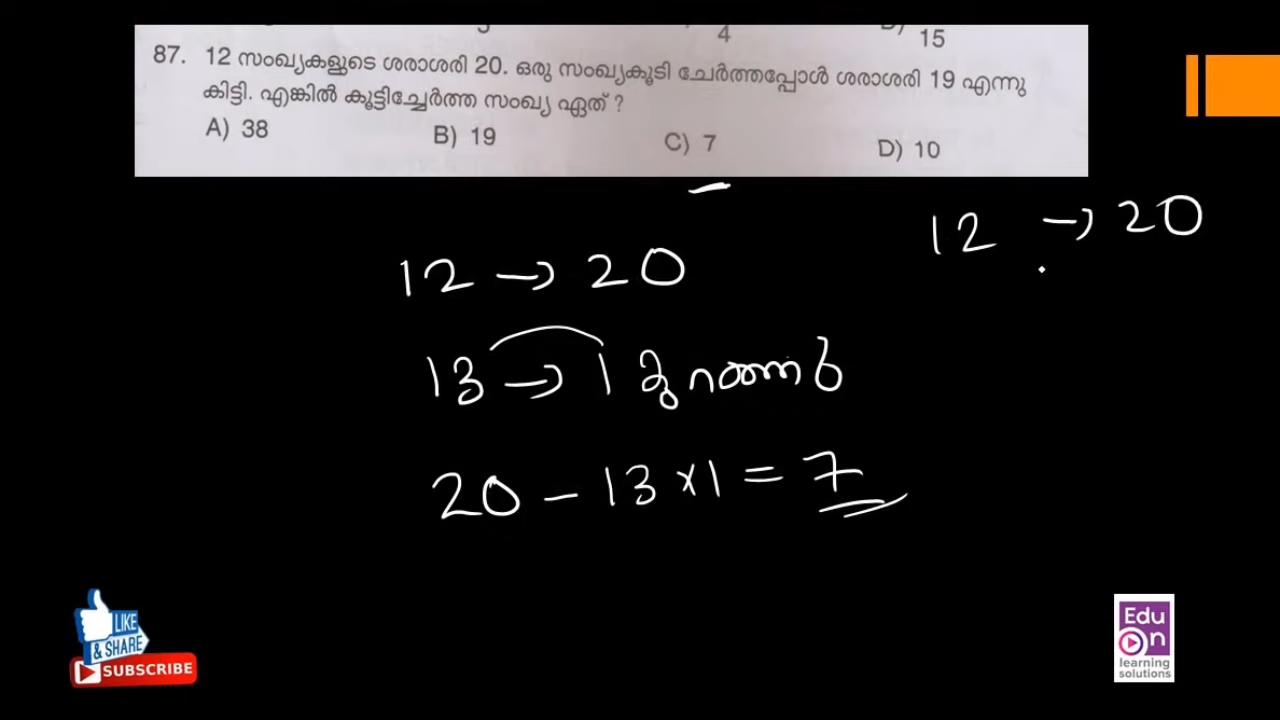 4
15
87. 12 സംഖ്യകളുടെ ശരാശരി 20. ഒരു സംഖ്യകൂടി ചേർത്തപ്പോൾ ശരാശരി 19 എന്നു
കിട്ടി. എങ്കിൽ കൂട്ടിച്ചേർത്ത സംഖ്യ ഏത് ?
A) 38 B) 19 C) 7 D) 10
12 → 20
12 → 20
13 → 1
20 - 13 x 1 = 7
LIKE
& SHARE
SUBSCRIBE
Edu
On
learning
solutions